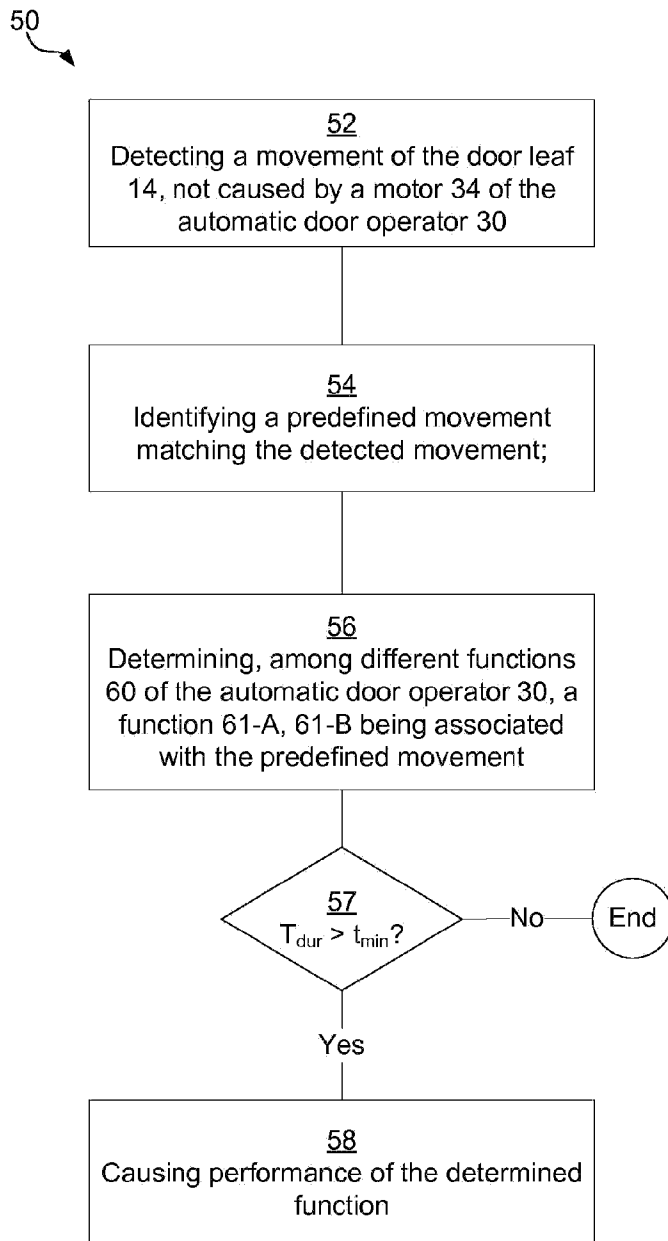 50
52
Detecting a movement of the door leaf
14, not caused by a motor 34 of the
automatic door operator 30
54
Identifying a predefined movement
matching the detected movement;
56
Determining, among different functions
60 of the automatic door operator 30, a
function 61-A, 61-B being associated
with the predefined movement
57
T_dur > t_min?
No
End
Yes
58
Causing performance of the determined
function